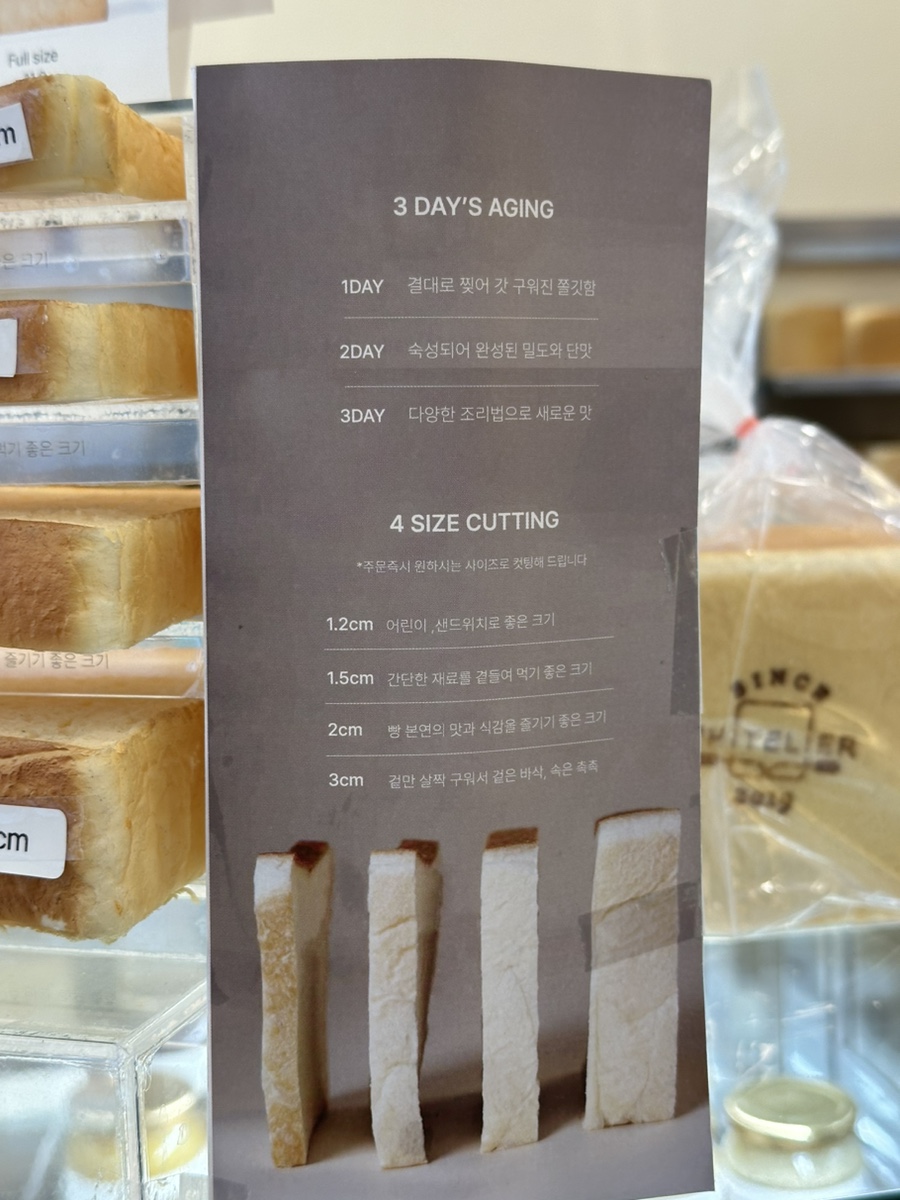 Full size
m
은 크기
먹기 좋은 크기
즐기기 좋은 크기
cm
3 DAY'S AGING
1DAY 결대로 찢어 갓 구워진 쫄깃함
2DAY 숙성되어 완성된 밀도와 단맛
3DAY 다양한 조리법으로 새로운 맛
4 SIZE CUTTING
*주문즉시 원하시는 사이즈로 컷팅해 드립니다
1.2cm 어린이 ,샌드위치로 좋은 크기
1.5cm 간단한 재료를 곁들여 먹기 좋은 크기
2cm 빵 본연의 맛과 식감을 즐기기 좋은 크기
3cm 겉만 살짝 구워서 겉은 바삭, 속은 촉촉
SINCE